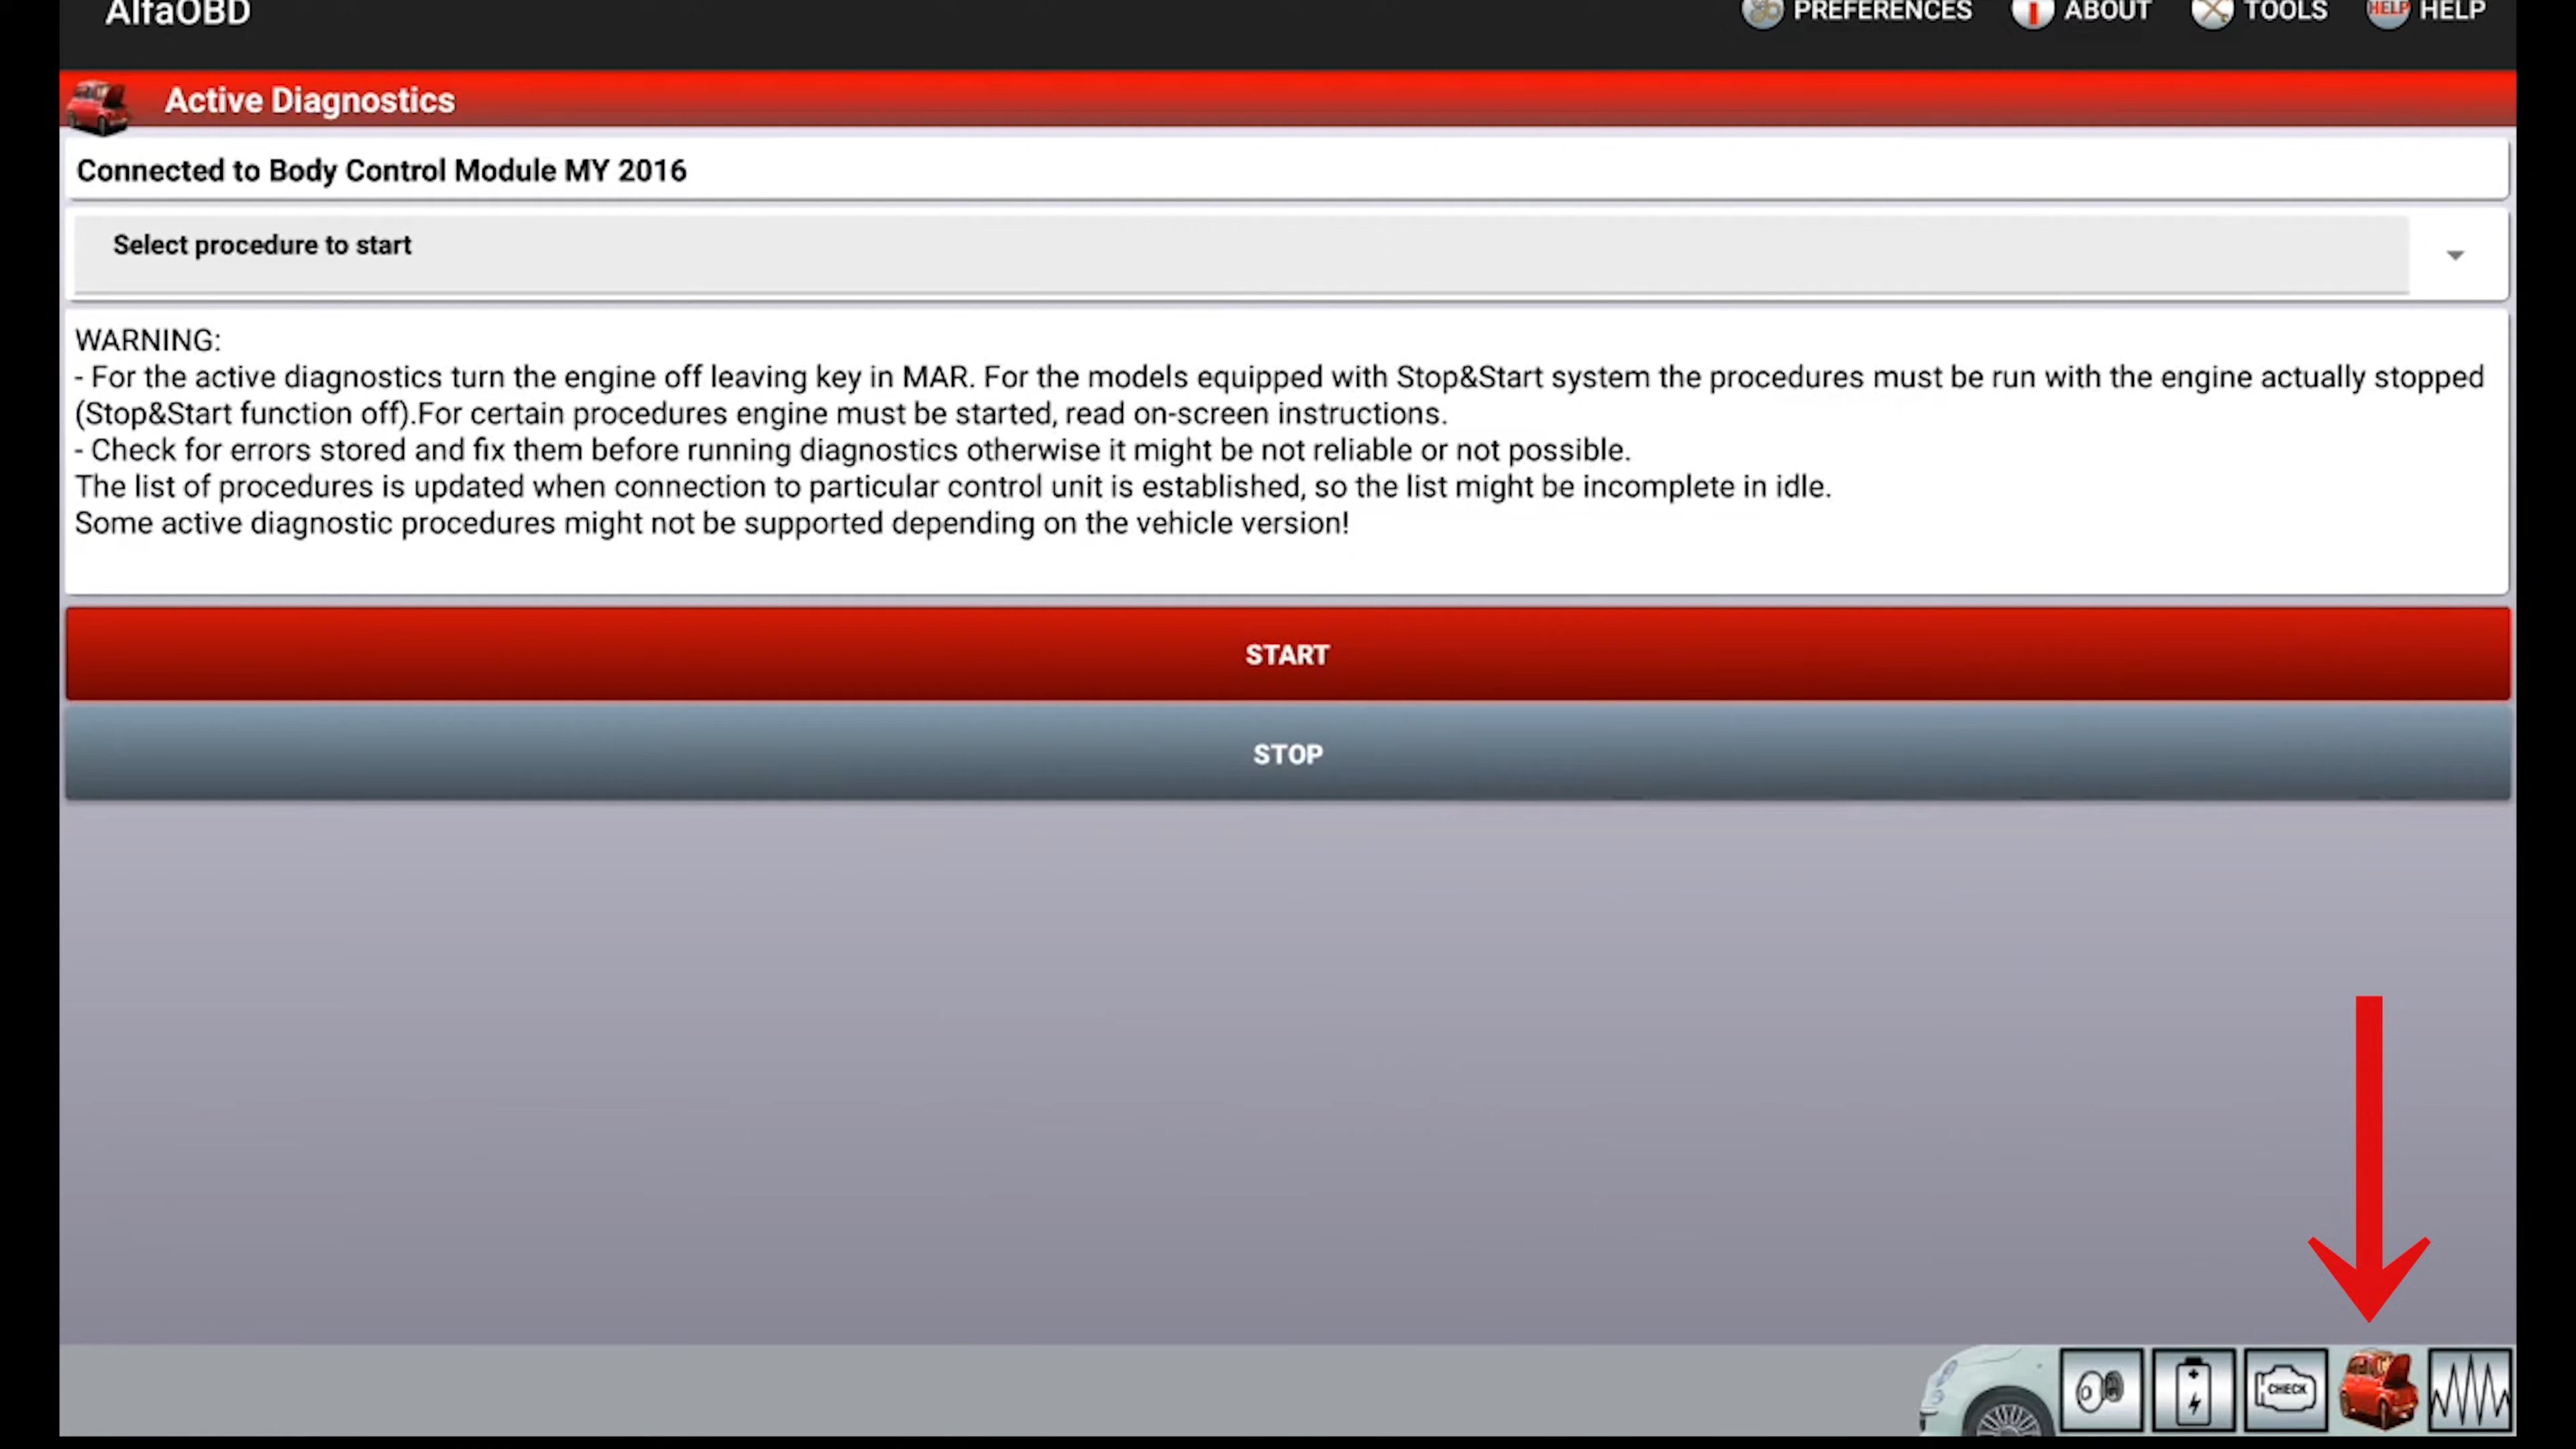 AlfaOBD
PREFERENCES ABOUT TOOLS HELP HELP
Active Diagnostics
Connected to Body Control Module MY 2016
Select procedure to start
WARNING:
- For the active diagnostics turn the engine off leaving key in MAR. For the models equipped with Stop&Start system the procedures must be run with the engine actually stopped
(Stop&Start function off).For certain procedures engine must be started, read on-screen instructions.
- Check for errors stored and fix them before running diagnostics otherwise it might be not reliable or not possible.
The list of procedures is updated when connection to particular control unit is established, so the list might be incomplete in idle.
Some active diagnostic procedures might not be supported depending on the vehicle version!
START
STOP
CHECK